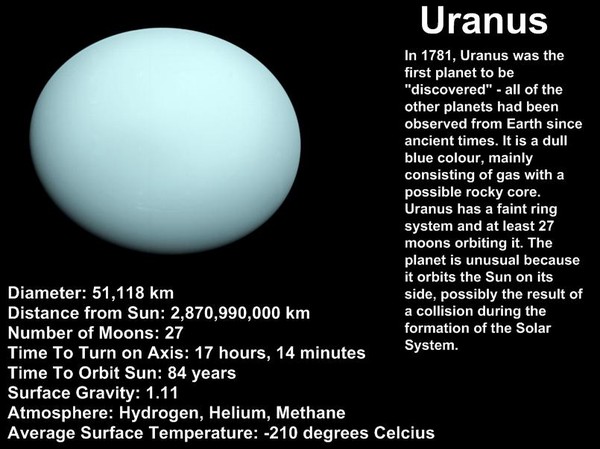 Uranus
In 1781, Uranus was the
first planet to be
"discovered" - all of the
other planets had been
observed from Earth since
ancient times. It is a dull
blue colour, mainly
consisting of gas with a
possible rocky core.
Uranus has a faint ring
system and at least 27
moons orbiting it. The
planet is unusual because
it orbits the Sun on its
side, possibly the result of
a collision during the
formation of the Solar
System.
Diameter: 51,118 km
Distance from Sun: 2,870,990,000 km
Number of Moons: 27
Time To Turn on Axis: 17 hours, 14 minutes
Time To Orbit Sun: 84 years
Surface Gravity: 1.11
Atmosphere: Hydrogen, Helium, Methane
Average Surface Temperature: -210 degrees Celcius